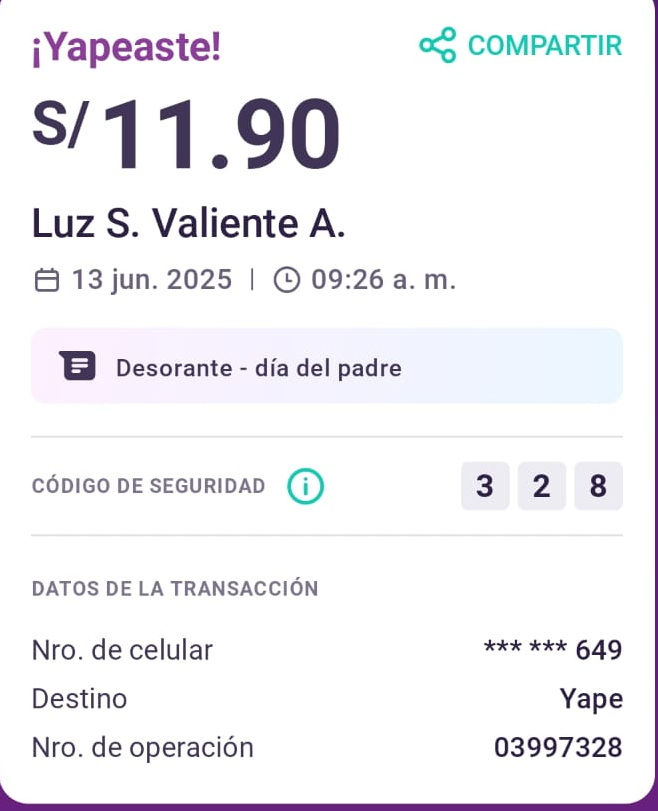 ¡Yapeaste!
COMPARTIR
S/ 11.90
Luz S. Valiente A.
13 jun. 2025 | 09:26 a. m.
Desorante - día del padre
CÓDIGO DE SEGURIDAD 3 2 8
DATOS DE LA TRANSACCIÓN
Nro. de celular *** *** 649
Destino Yape
Nro. de operación 03997328